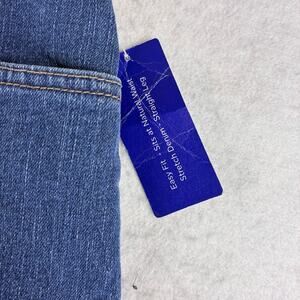 Easy Fit • Sits at Natural Waist
Stretch Denim • Straight Leg